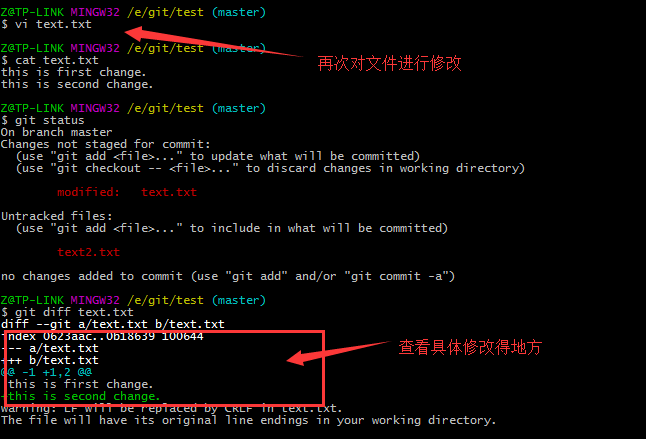 Z@TP-LINK MINGW32 /e/git/test (master)
$ vi text.txt
再次对文件进行修改
Z@TP-LINK MINGW32 /e/git/test (master)
$ cat text.txt
this is first change.
this is second change.
Z@TP-LINK MINGW32 /e/git/test (master)
$ git status
On branch master
Changes not staged for commit:
(use "git add <file>..." to update what will be committed)
(use "git checkout -- <file>..." to discard changes in working directory)
modified: text.txt
Untracked files:
(use "git add <file>..." to include in what will be committed)
text2.txt
no changes added to commit (use "git add" and/or "git commit -a")
Z@TP-LINK MINGW32 /e/git/test (master)
$ git diff text.txt
diff --git a/text.txt b/text.txt
index 0623aac..0618639 100644
--- a/text.txt
+++ b/text.txt
查看具体修改得地方
@@ -1 +1,2 @@
this is first change.
+this is second change.
warning: LF will be replaced by CRLF in text.txt.
The file will have its original line endings in your working directory.